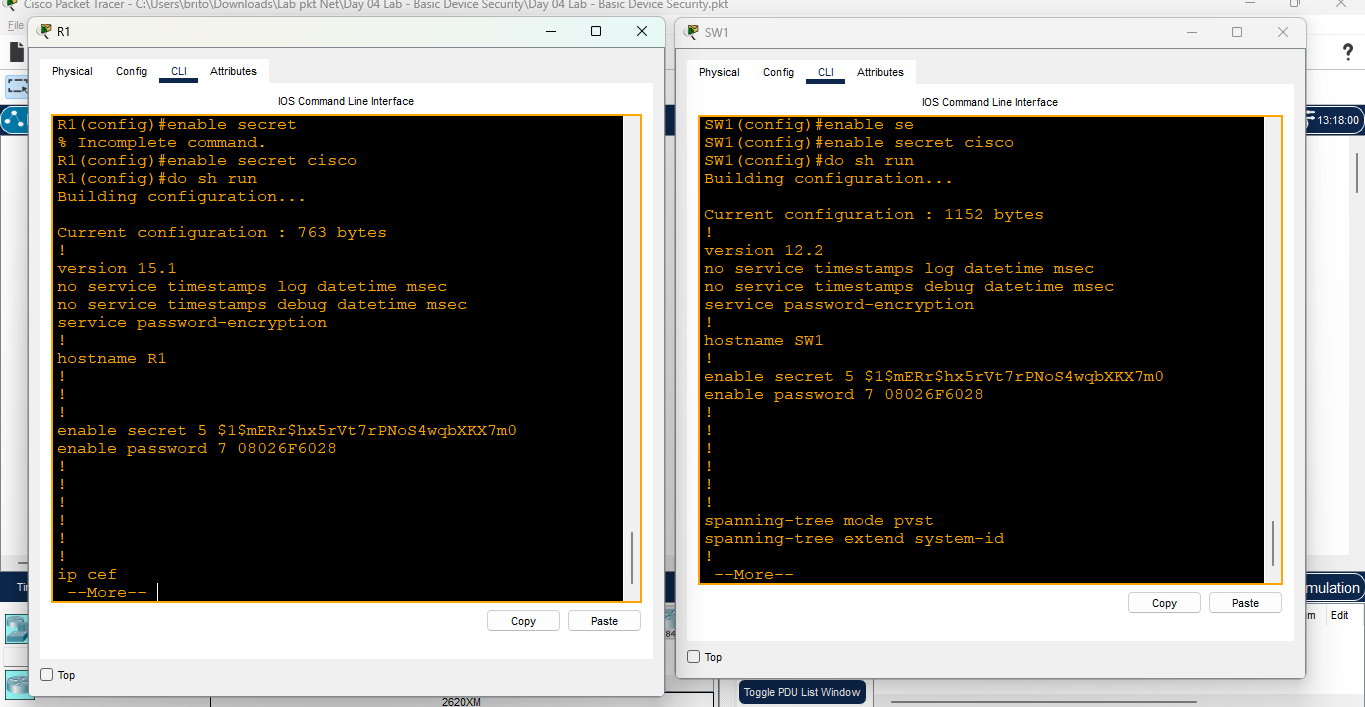 Cisco Packet Tracer - C:\Users\brito\Downloads\Lab pkt Net\Day 04 Lab - Basic Device Security\Day 04 Lab - Basic Device Security.pkt
File
R1
Physical Config CLI Attributes
IOS Command Line Interface
R1(config)#enable secret
% Incomplete command.
R1(config)#enable secret cisco
R1(config)#do sh run
Building configuration...
Current configuration : 763 bytes
!
version 15.1
no service timestamps log datetime msec
no service timestamps debug datetime msec
service password-encryption
!
hostname R1
!
!
!
enable secret 5 $1$mERr$hx5rVt7rPNoS4wqbXKX7m0
enable password 7 08026F6028
!
!
!
!
!
!
ip cef
--More--
Copy Paste
Top
SW1
Physical Config CLI Attributes
IOS Command Line Interface
SW1(config)#enable se
SW1(config)#enable secret cisco
SW1(config)#do sh run
Building configuration...
Current configuration : 1152 bytes
!
version 12.2
no service timestamps log datetime msec
no service timestamps debug datetime msec
service password-encryption
!
hostname SW1
!
enable secret 5 $1$mERr$hx5rVt7rPNoS4wqbXKX7m0
enable password 7 08026F6028
!
!
!
!
!
!
spanning-tree mode pvst
spanning-tree extend system-id
!
--More--
Copy Paste
Top
?
13:18:00
mulation
Edit
2620XM
Toggle PDU List Window